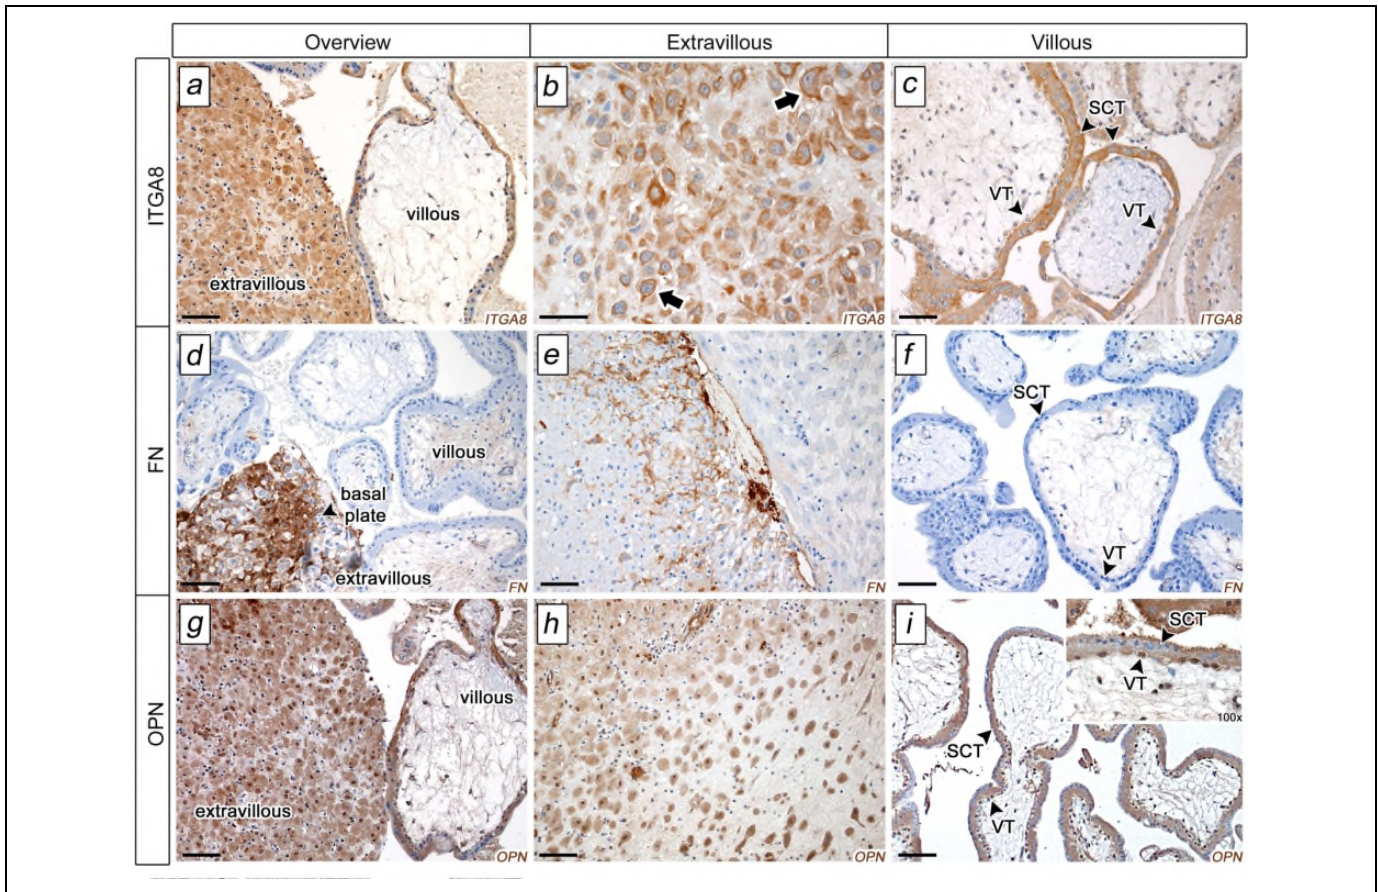 Overview Extravillous Villous
ITGA8
a
villous
extravillous
ITGA8
b
ITGA8
c
SCT
VT
VT
ITGA8
FN
d
villous
basal
plate
extravillous
FN
e
FN
f
SCT
VT
FN
OPN
g
villous
extravillous
OPN
h
OPN
i
SCT
VT
100x
SCT
VT
OPN